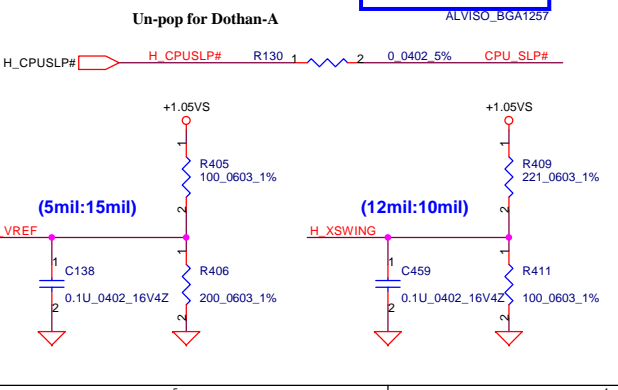 ALVISO_BGA1257
Un-pop for Dothan-A
H_CPUSLP#
H_CPUSLP#
R130
1
2
0_0402_5%
CPU_SLP#
+1.05VS
+1.05VS
1
R405
100_0603_1%
2
1
R409
221_0603_1%
2
(5mil:15mil)
(12mil:10mil)
_VREF
H_XSWING
1
C138
0.1U_0402_16V4Z
2
1
R406
200_0603_1%
2
1
C459
0.1U_0402_16V4Z
2
1
R411
100_0603_1%
2